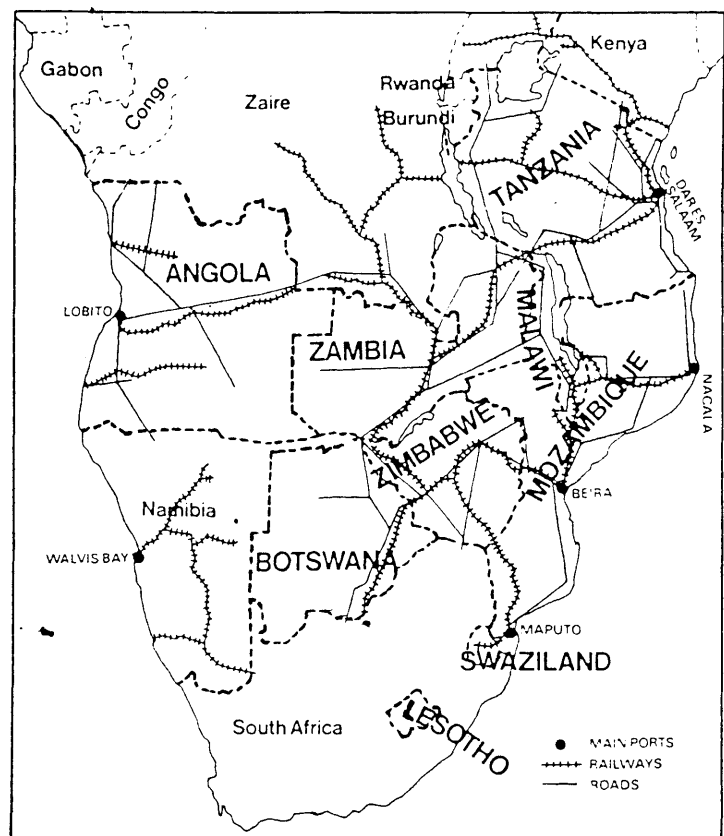 Gabon
Congo
Zaire
Rwanda
Burundi
Kenya
TANZANIA
DAR ES
SALAAM
ANGOLA
LOBITO
ZAMBIA
MALAWI
MOZAMBIQUE
NACALA
ZIMBABWE
BEIRA
Namibia
WALVIS BAY
BOTSWANA
MAPUTO
SWAZILAND
South Africa
LESOTHO
MAIN PORTS
RAILWAYS
ROADS